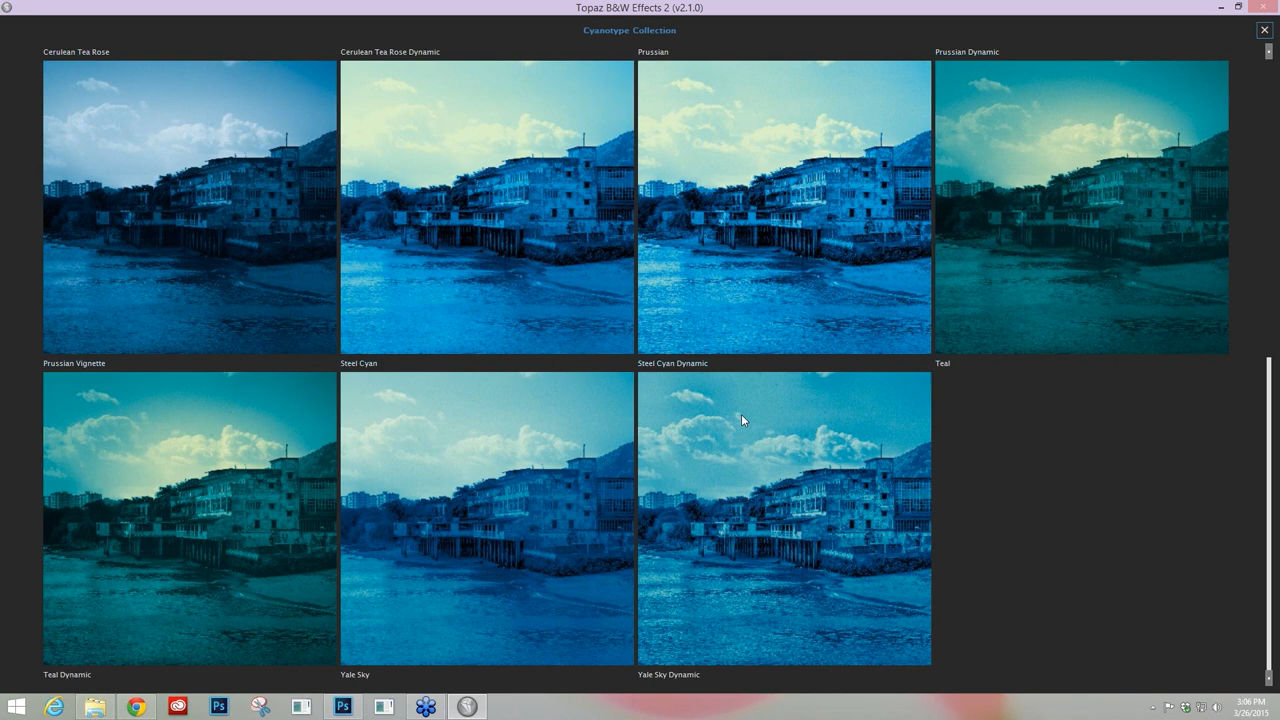 Topaz B&W Effects 2 (v2.1.0)
Cyanotype Collection
Cerulean Tea Rose
Cerulean Tea Rose Dynamic
Prussian
Prussian Dynamic
Prussian Vignette
Steel Cyan
Steel Cyan Dynamic
Teal
Teal Dynamic
Yale Sky
Yale Sky Dynamic
Ps
Ps
3:06 PM
3/26/2015